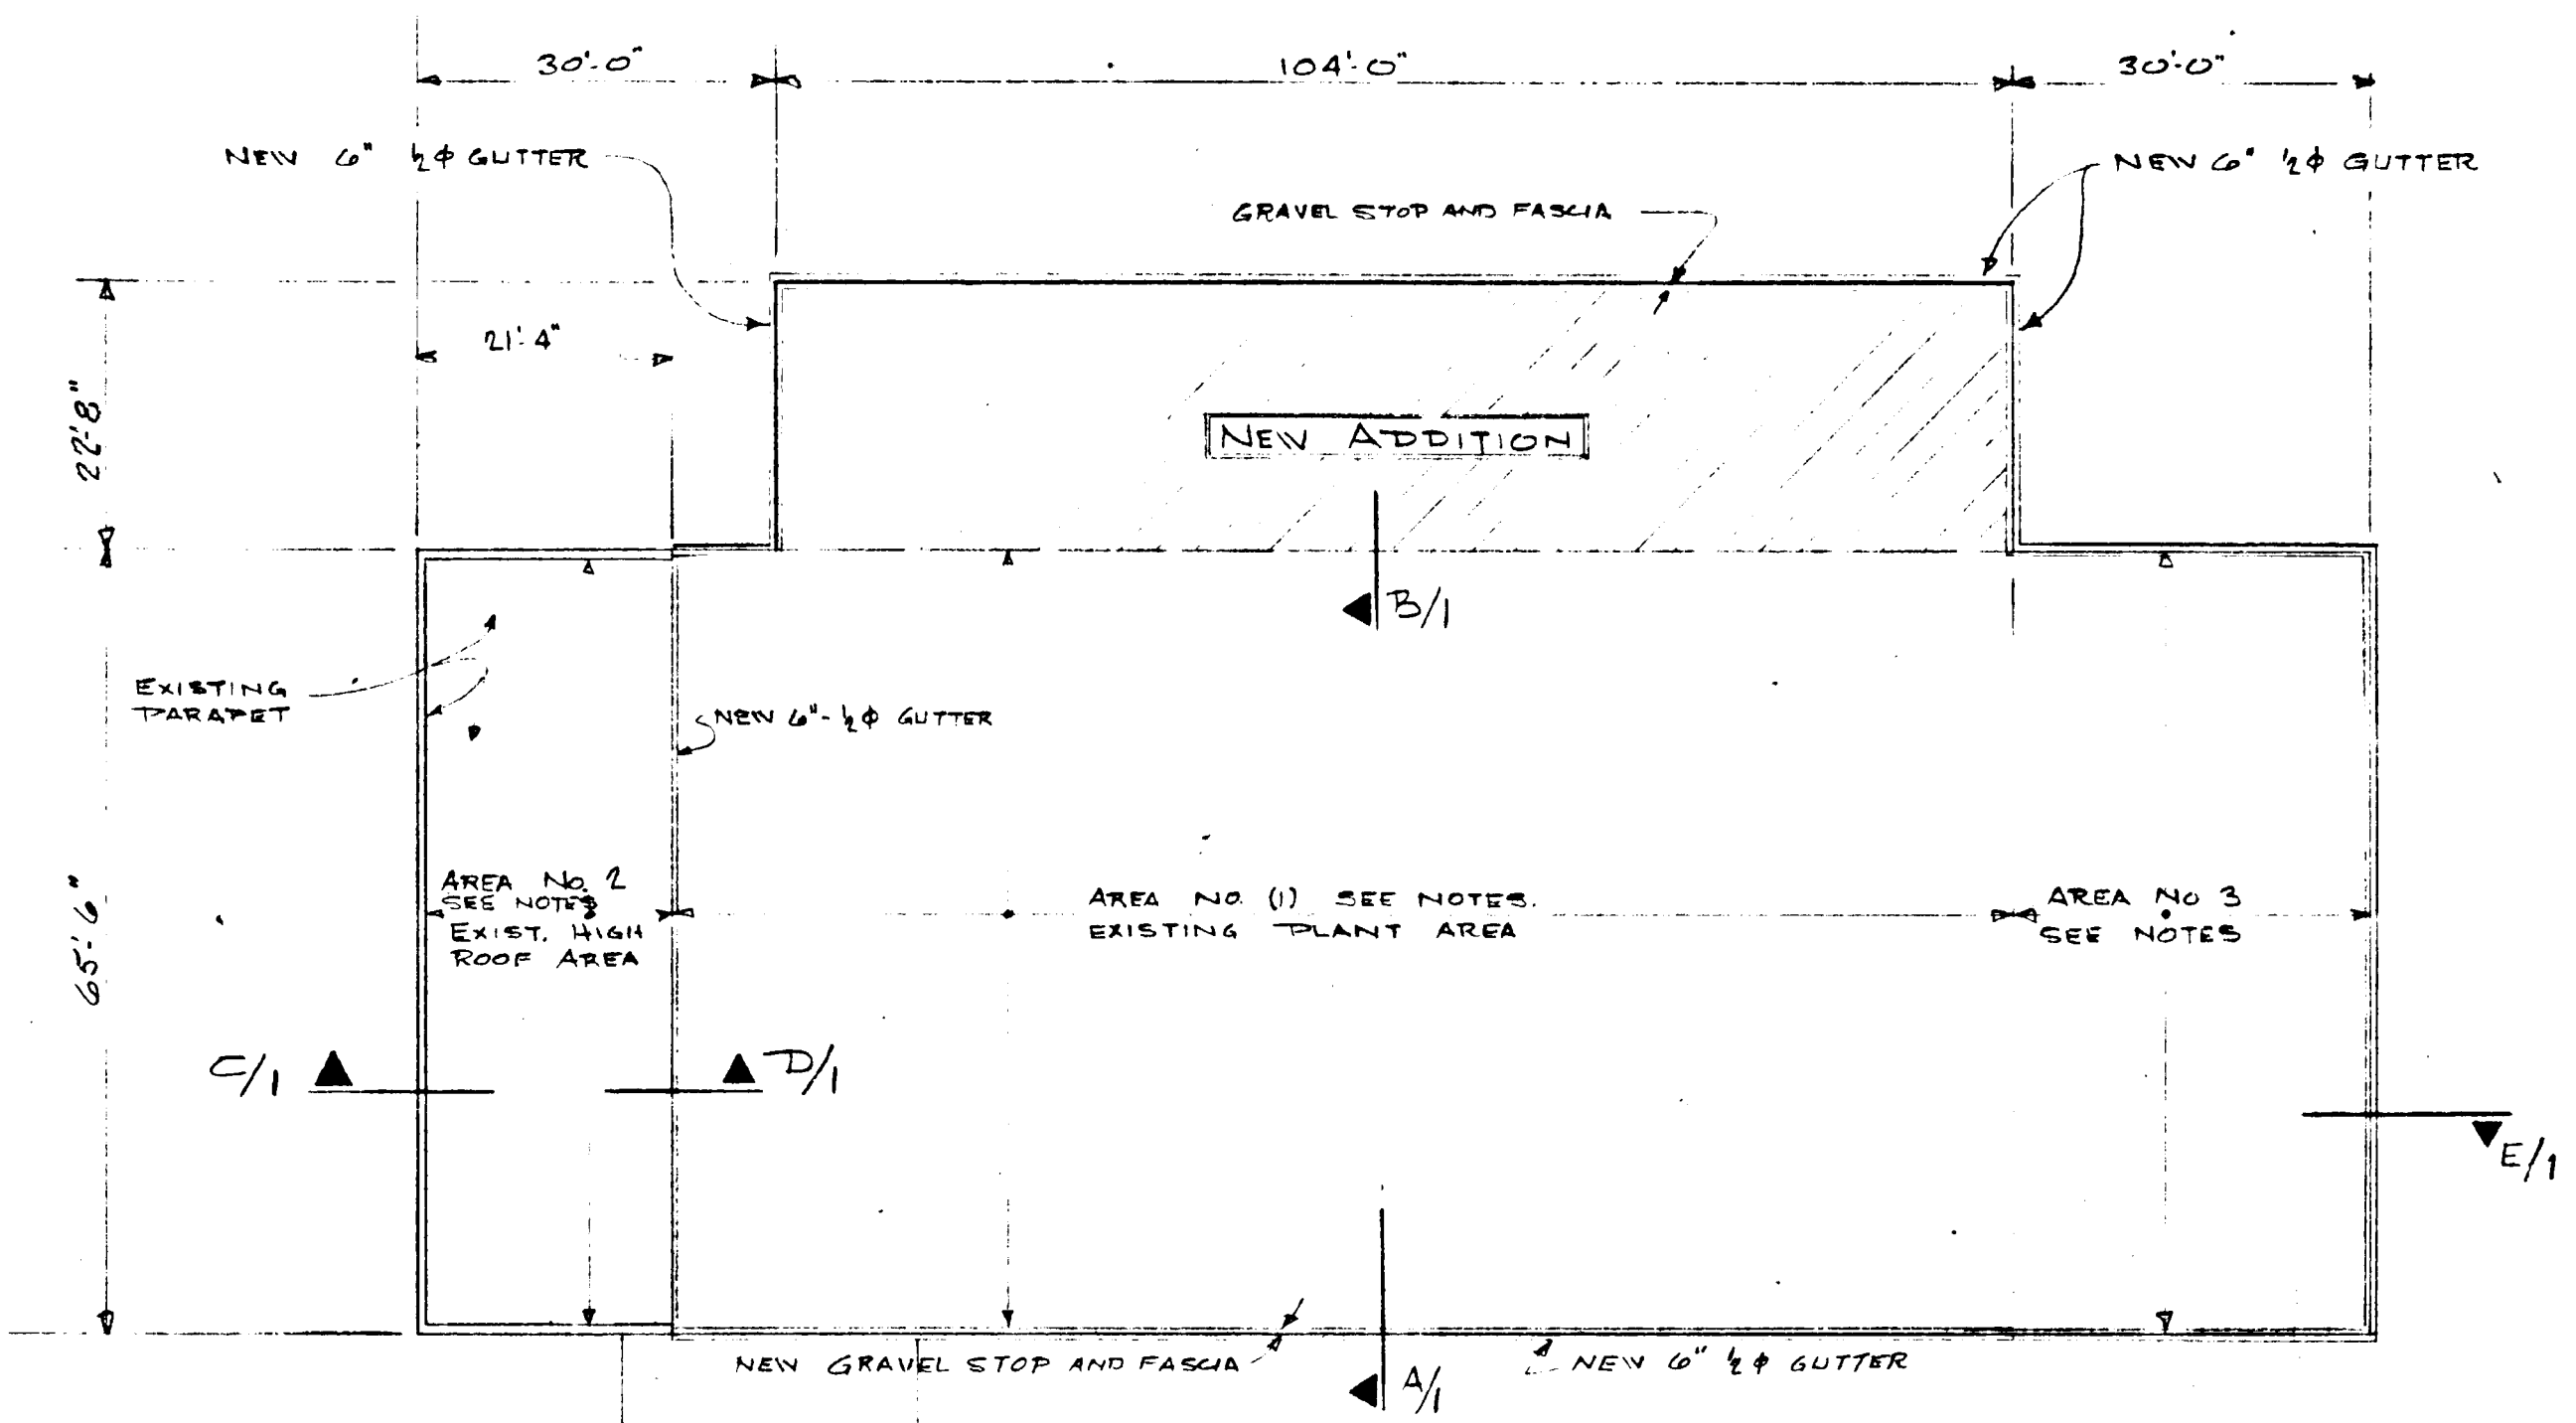 30'-0"
104'-0"
30'-0"
NEW 6" ½ϕ GUTTER
NEW 6" ½ϕ GUTTER
GRAVEL STOP AND FASCIA
21'-4"
22'-8"
NEW ADDITION
B/1
EXISTING
PARAPET
NEW 6"-½ϕ GUTTER
AREA NO. 2
SEE NOTES
EXIST. HIGH
ROOF AREA
AREA NO. (1) SEE NOTES.
EXISTING PLANT AREA
AREA NO 3
SEE NOTES
65'-6"
C/1
D/1
E/1
NEW GRAVEL STOP AND FASCIA
NEW 6" ½ϕ GUTTER
A/1